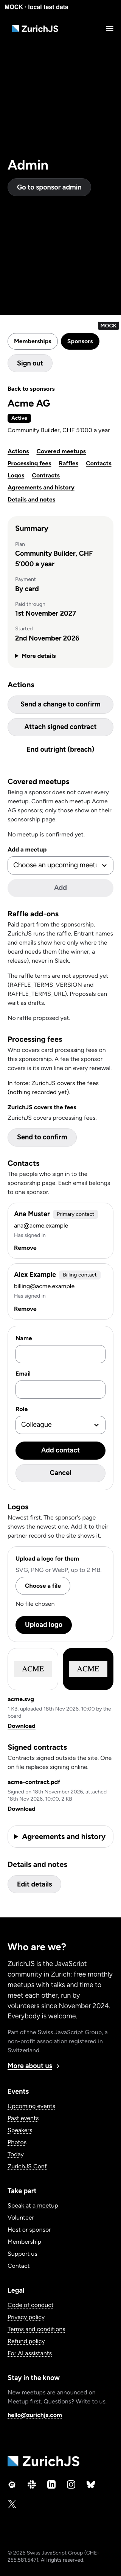 MOCK · local test data
ZurichJS
Admin
Go to sponsor admin
MOCK
Memberships
Sponsors
Sign out
Back to sponsors
Acme AG
Active
Community Builder, CHF 5'000 a year
Actions
Covered meetups
Processing fees
Raffles
Contacts
Logos
Contracts
Agreements and history
Details and notes
Summary
Plan
Community Builder, CHF
5'000 a year
Payment
By card
Paid through
1st November 2027
Started
2nd November 2026
More details
Actions
Send a change to confirm
Attach signed contract
End outright (breach)
Covered meetups
Being a sponsor does not cover every
meetup. Confirm each meetup Acme
AG sponsors; only those show on their
sponsorship page.
No meetup is confirmed yet.
Add a meetup
Choose an upcoming meetu
Add
Raffle add-ons
Paid apart from the sponsorship.
ZurichJS runs the raffle. Entrant names
and emails show here only where the
board needs them (the winner, a
release), never in Slack.
The raffle terms are not approved yet
(RAFFLE_TERMS_VERSION and
RAFFLE_TERMS_URL). Proposals can
wait as drafts.
No raffle proposed yet.
Processing fees
Who covers card processing fees on
this sponsorship. A fee the sponsor
covers is its own line on every renewal.
In force: ZurichJS covers the fees
(nothing recorded yet).
ZurichJS covers the fees
ZurichJS covers processing fees.
Send to confirm
Contacts
The people who sign in to the
sponsorship page. Each email belongs
to one sponsor.
Ana Muster
Primary contact
ana@acme.example
Has signed in
Remove
Alex Example
Billing contact
billing@acme.example
Has signed in
Remove
Name
Email
Role
Colleague
Add contact
Cancel
Logos
Newest first. The sponsor's page
shows the newest one. Add it to their
partner record so the site shows it.
Upload a logo for them
SVG, PNG or WebP, up to 2 MB.
Choose a file
No file chosen
Upload logo
ACME
ACME
acme.svg
1 KB, uploaded 18th Nov 2026, 10:00 by the
board
Download
Signed contracts
Contracts signed outside the site. One
on file replaces signing online.
acme-contract.pdf
Signed on 18th November 2026, attached
18th Nov 2026, 10:00, 2 KB
Download
Agreements and history
Details and notes
Edit details
Who are we?
ZurichJS is the JavaScript
community in Zurich: free monthly
meetups with talks and time to
meet each other, run by
volunteers since November 2024.
Everybody is welcome.
Part of the Swiss JavaScript Group, a
non profit association registered in
Switzerland.
More about us
Events
Upcoming events
Past events
Speakers
Photos
Today
ZurichJS Conf
Take part
Speak at a meetup
Volunteer
Host or sponsor
Membership
Support us
Contact
Legal
Code of conduct
Privacy policy
Terms and conditions
Refund policy
For AI assistants
Stay in the know
New meetups are announced on
Meetup first. Questions? Write to us.
hello@zurichjs.com
ZurichJS
© 2026 Swiss JavaScript Group (CHE-
255.581.547). All rights reserved.